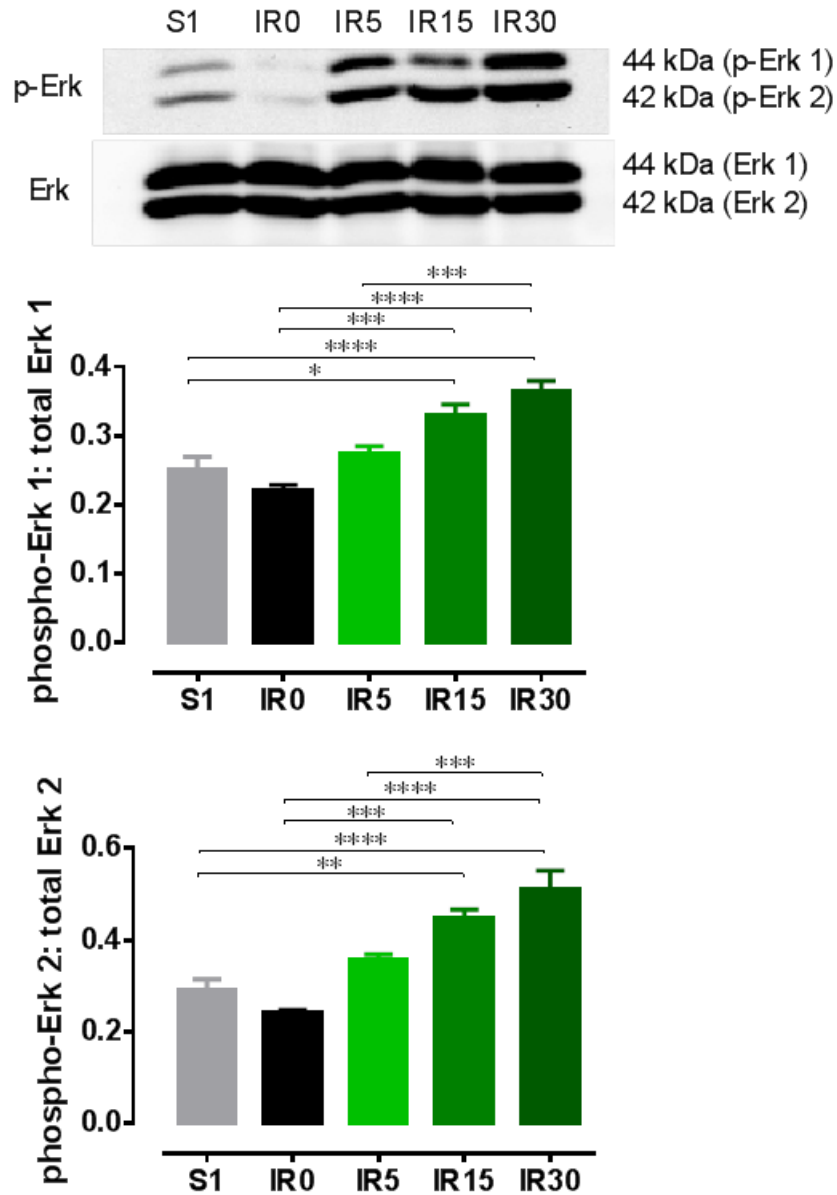 S1 IR0 IR5 IR15 IR30
p-Erk
44 kDa (p-Erk 1)
42 kDa (p-Erk 2)
Erk
44 kDa (Erk 1)
42 kDa (Erk 2)
***
****
***
****
*
phospho-Erk 1: total Erk 1
0.4
0.3
0.2
0.1
0.0
S1 IR0 IR5 IR15 IR30
***
****
***
****
**
phospho-Erk 2: total Erk 2
0.6
0.4
0.2
0.0
S1 IR0 IR5 IR15 IR30